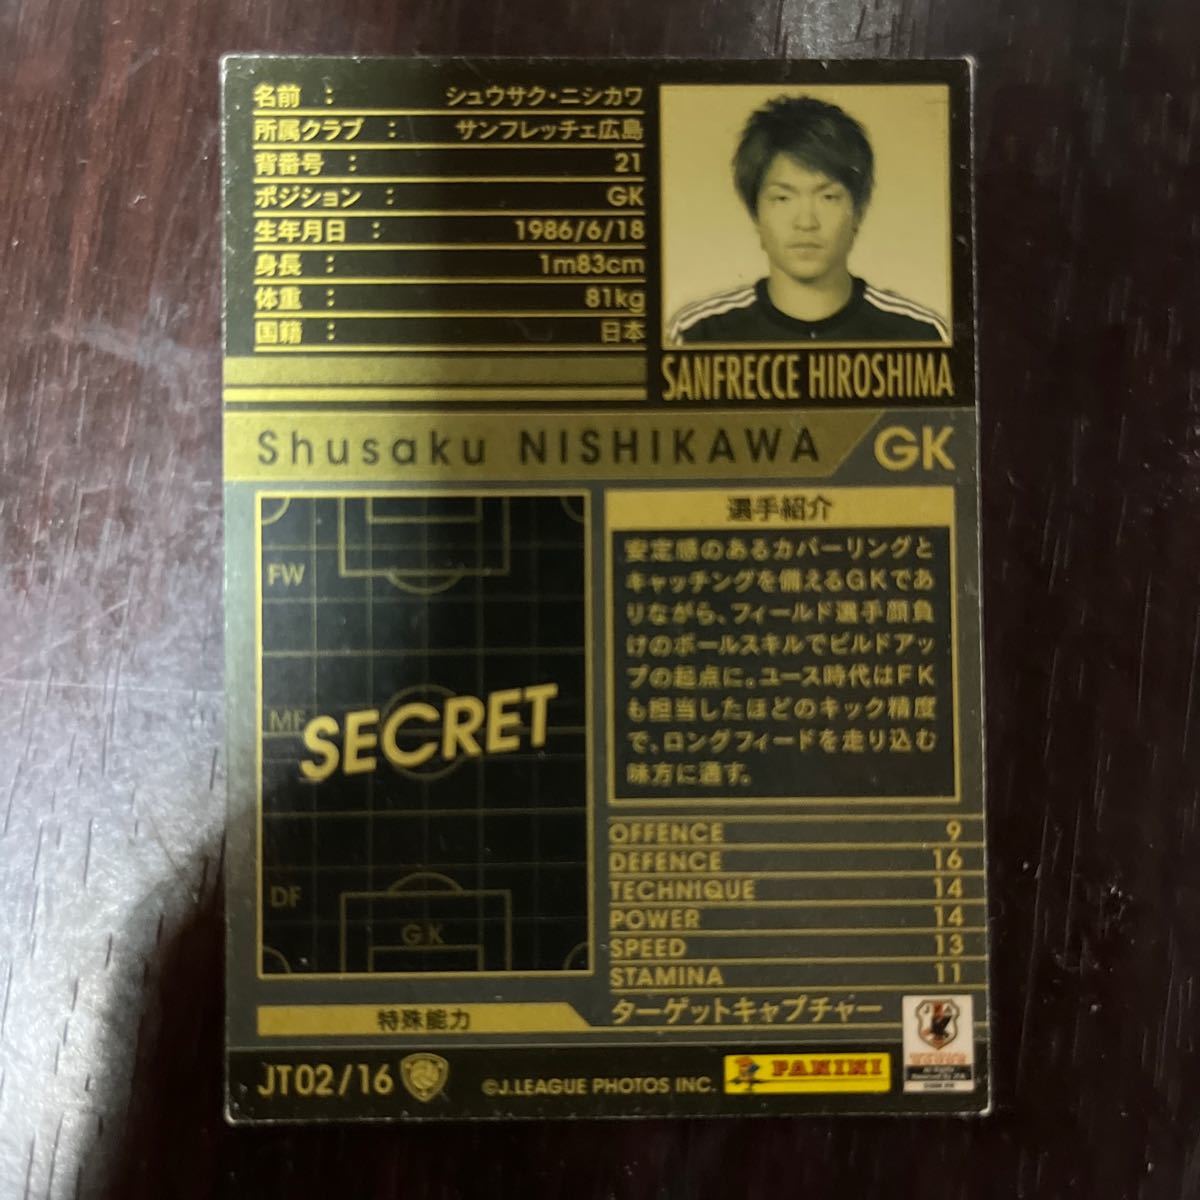 名前 : シュウサク・ニシカワ
所属クラブ : サンフレッチェ広島
背番号 : 21
ポジション : GK
生年月日 : 1986/6/18
身長 : 1m83cm
体重 : 81kg
国籍 : 日本
SANFRECCE HIROSHIMA
Shusaku NISHIKAWA GK
FW
MF
SECRET
DF
GK
選手紹介
安定感のあるカバーリングと
キャッチングを備えるGKであ
りながら、フィールド選手顔負
けのボールスキルでビルドアッ
プの起点に。ユース時代はFK
も担当したほどのキック精度
で、ロングフィードを走り込む
味方に通す。
OFFENCE 9
DEFENCE 16
TECHNIQUE 14
POWER 14
SPEED 13
STAMINA 11
特殊能力 ターゲットキャプチャー
JT02/16
©J.LEAGUE PHOTOS INC.
PANINI